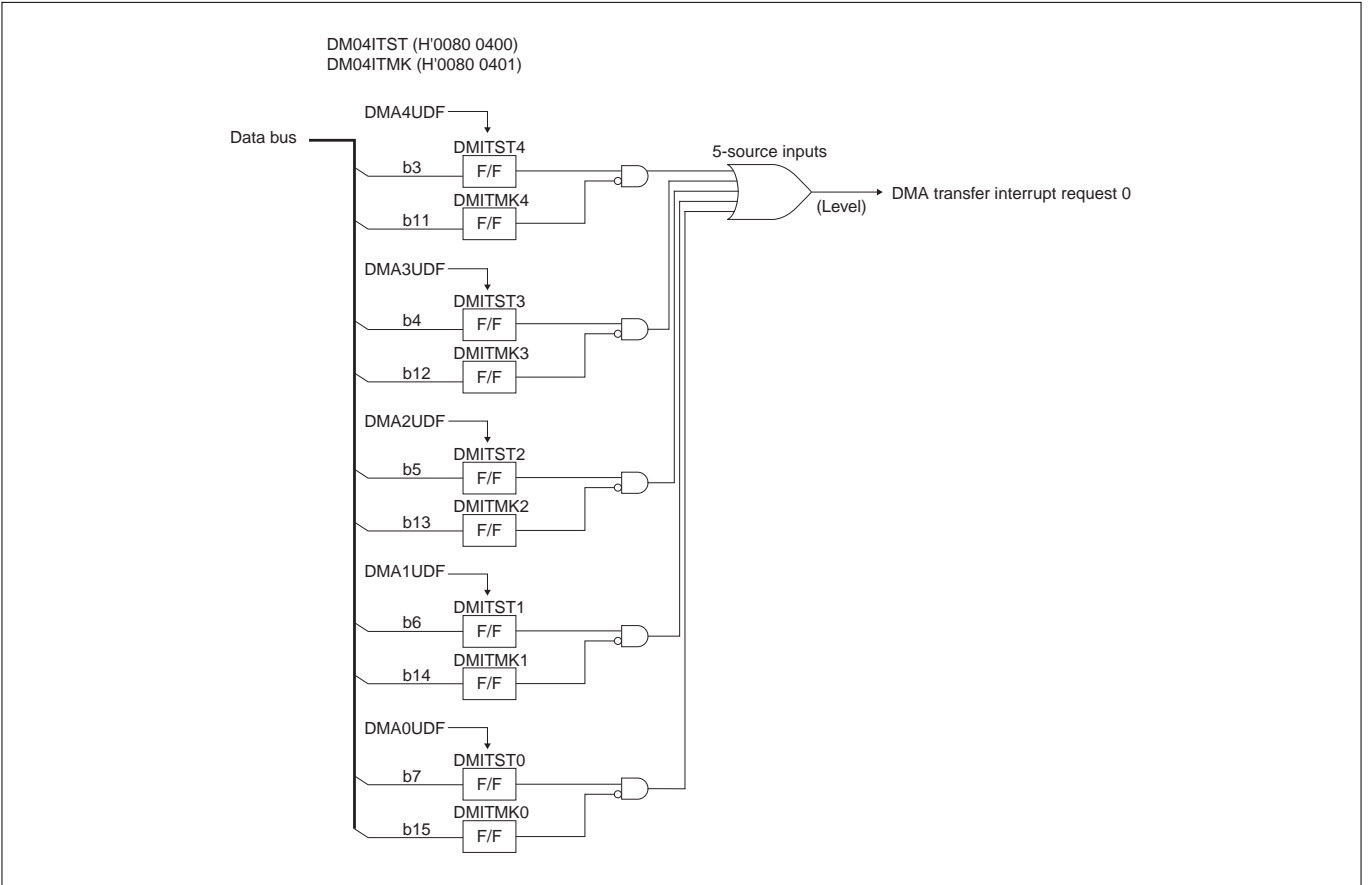 DM04ITST (H'0080 0400)
DM04ITMK (H'0080 0401)
DMA4UDF
Data bus
DMITST4
5-source inputs
b3
F/F
DMA transfer interrupt request 0
(Level)
DMITMK4
b11
F/F
DMA3UDF
DMITST3
b4
F/F
DMITMK3
b12
F/F
DMA2UDF
DMITST2
b5
F/F
DMITMK2
b13
F/F
DMA1UDF
DMITST1
b6
F/F
DMITMK1
b14
F/F
DMA0UDF
DMITST0
b7
F/F
DMITMK0
b15
F/F